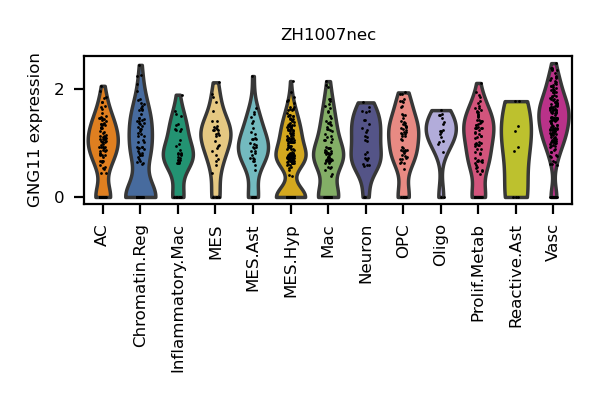 ZH1007nec
GNG11 expression
2
0
AC
Chromatin.Reg
Inflammatory.Mac
MES
MES.Ast
MES.Hyp
Mac
Neuron
OPC
Oligo
Prolif.Metab
Reactive.Ast
Vasc